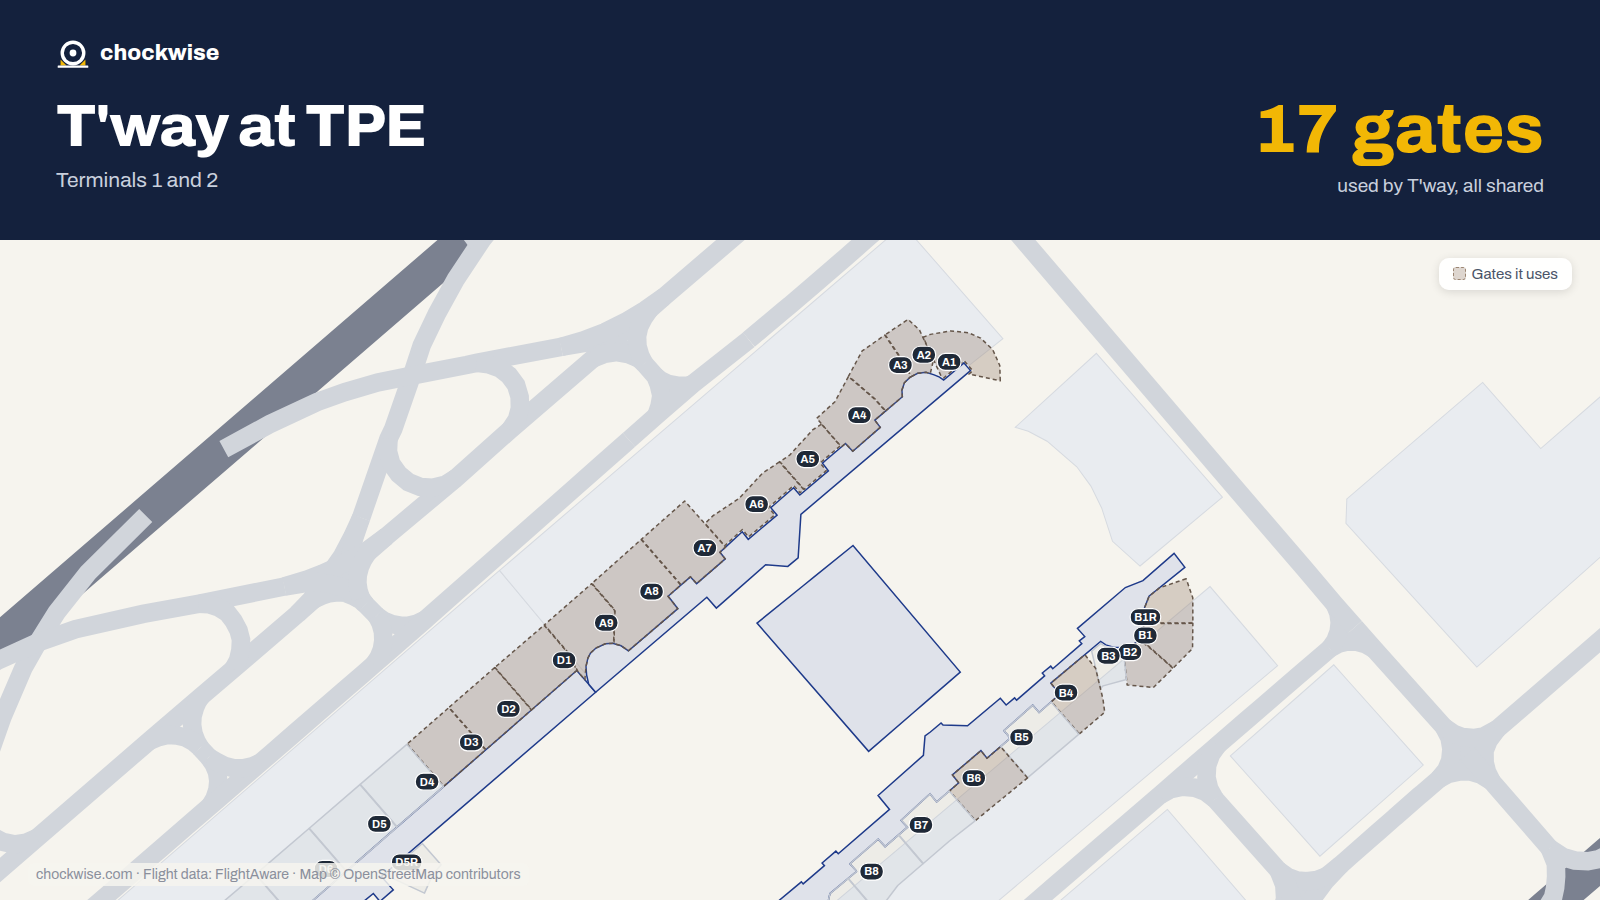 chockwise
T'way at TPE
Terminals 1 and 2
17 gates
used by T'way, all shared
Gates it uses
A1
A2
A3
A4
A5
A6
A7
A8
A9
D1
D2
D3
D4
D5
D5R
B1R
B1
B2
B3
B4
B5
B6
B7
B8
chockwise.com · Flight data: FlightAware · Map © OpenStreetMap contributors